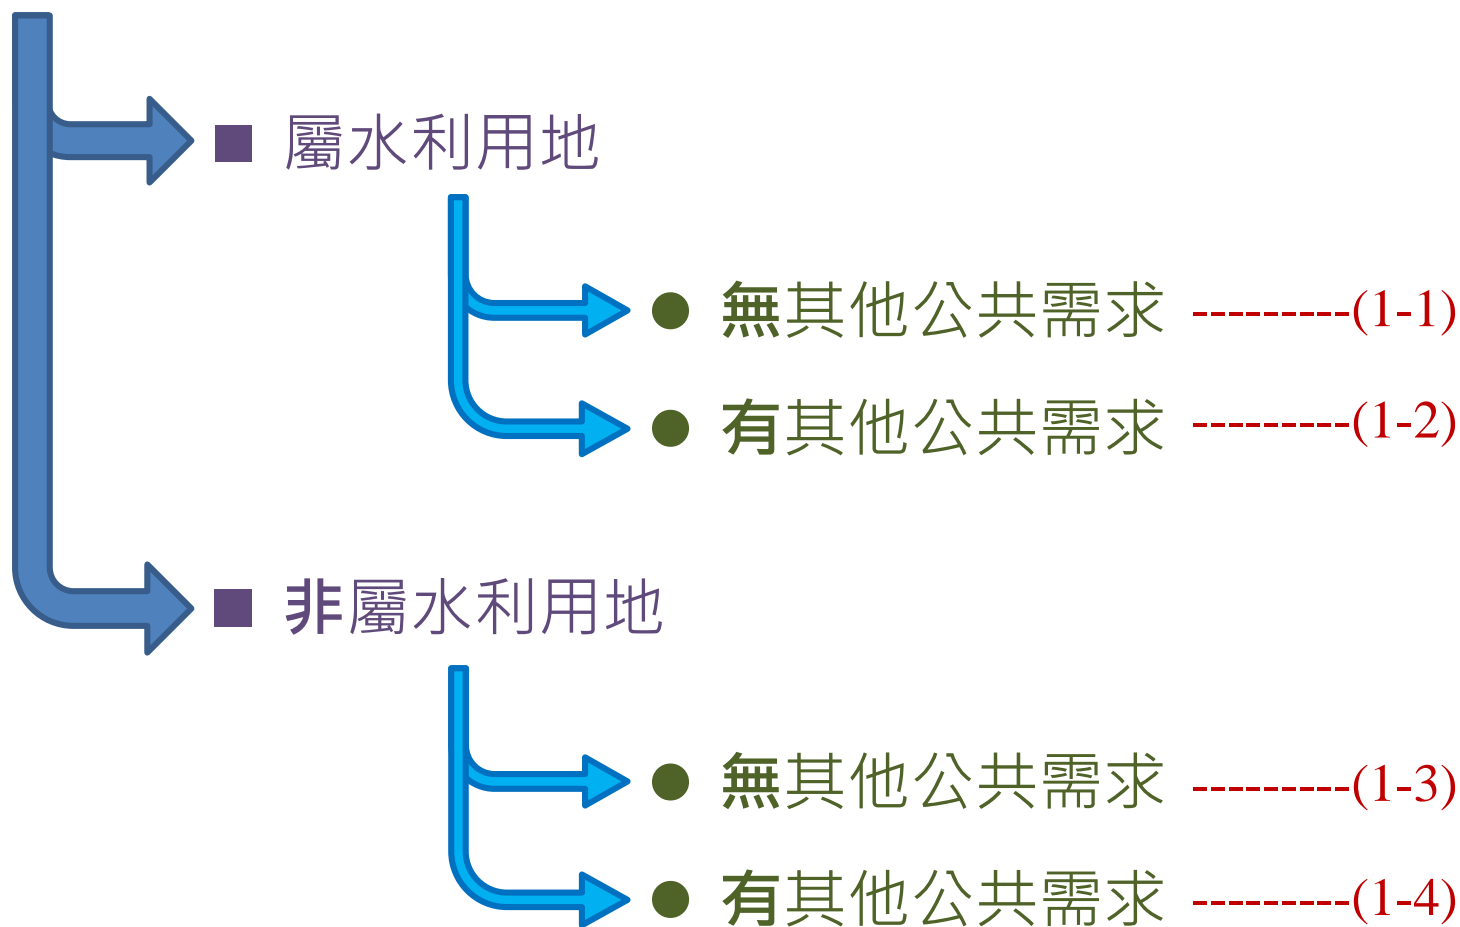 ■ 屬水利用地
● 無其他公共需求 ---------(1-1)
● 有其他公共需求 ---------(1-2)
■ 非屬水利用地
● 無其他公共需求 ---------(1-3)
● 有其他公共需求 ---------(1-4)